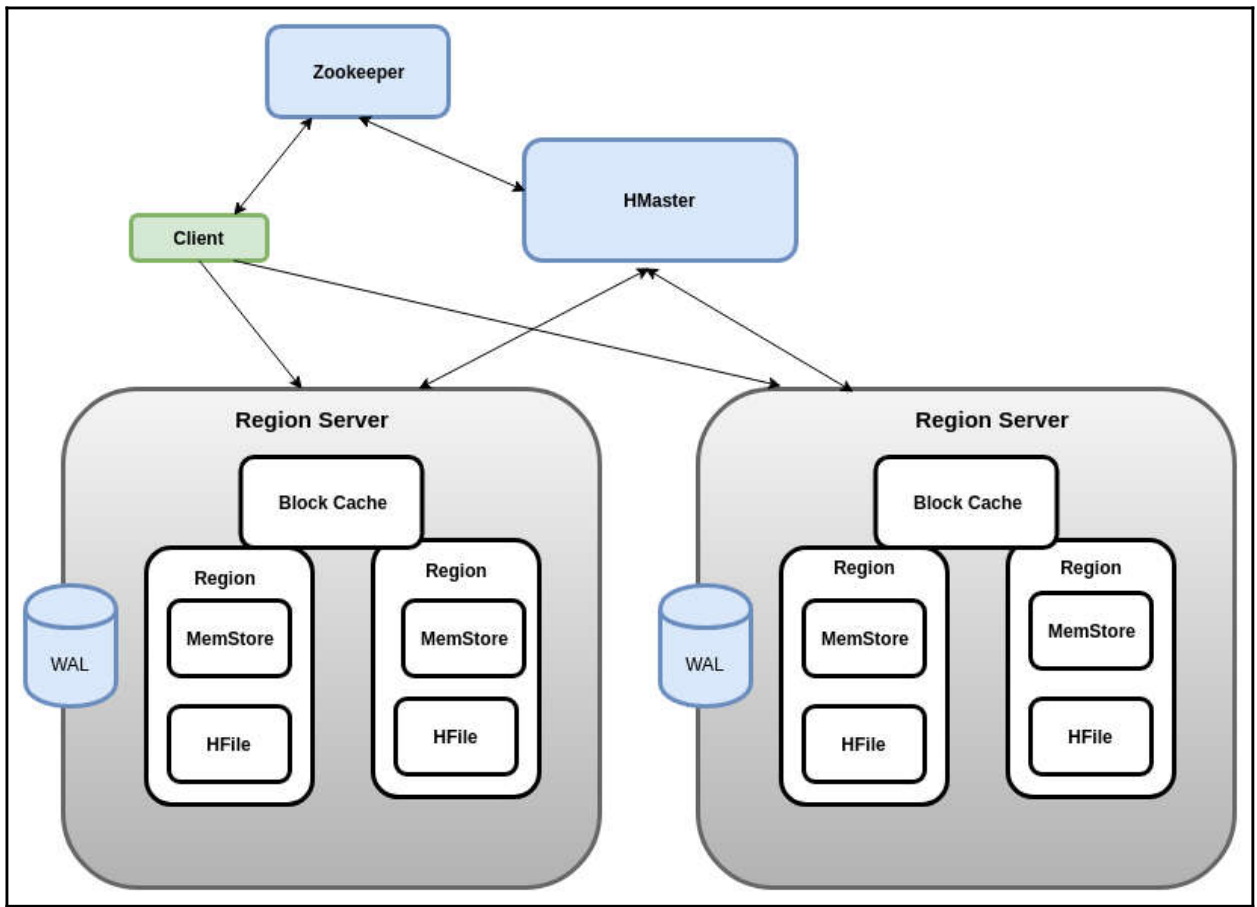 Zookeeper
HMaster
Client
Region Server
Block Cache
Region
Region
MemStore
MemStore
HFile
HFile
WAL
Region Server
Block Cache
Region
Region
MemStore
MemStore
HFile
HFile
WAL